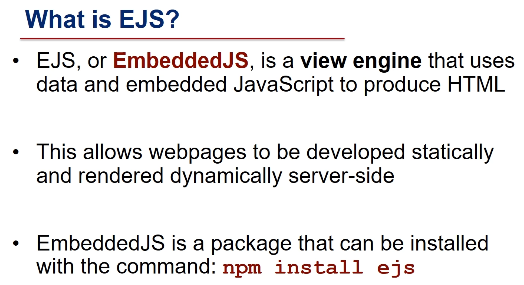 What is EJS?
• EJS, or EmbeddedJS, is a view engine that uses
data and embedded JavaScript to produce HTML
• This allows webpages to be developed statically
and rendered dynamically server-side
• EmbeddedJS is a package that can be installed
with the command: npm install ejs